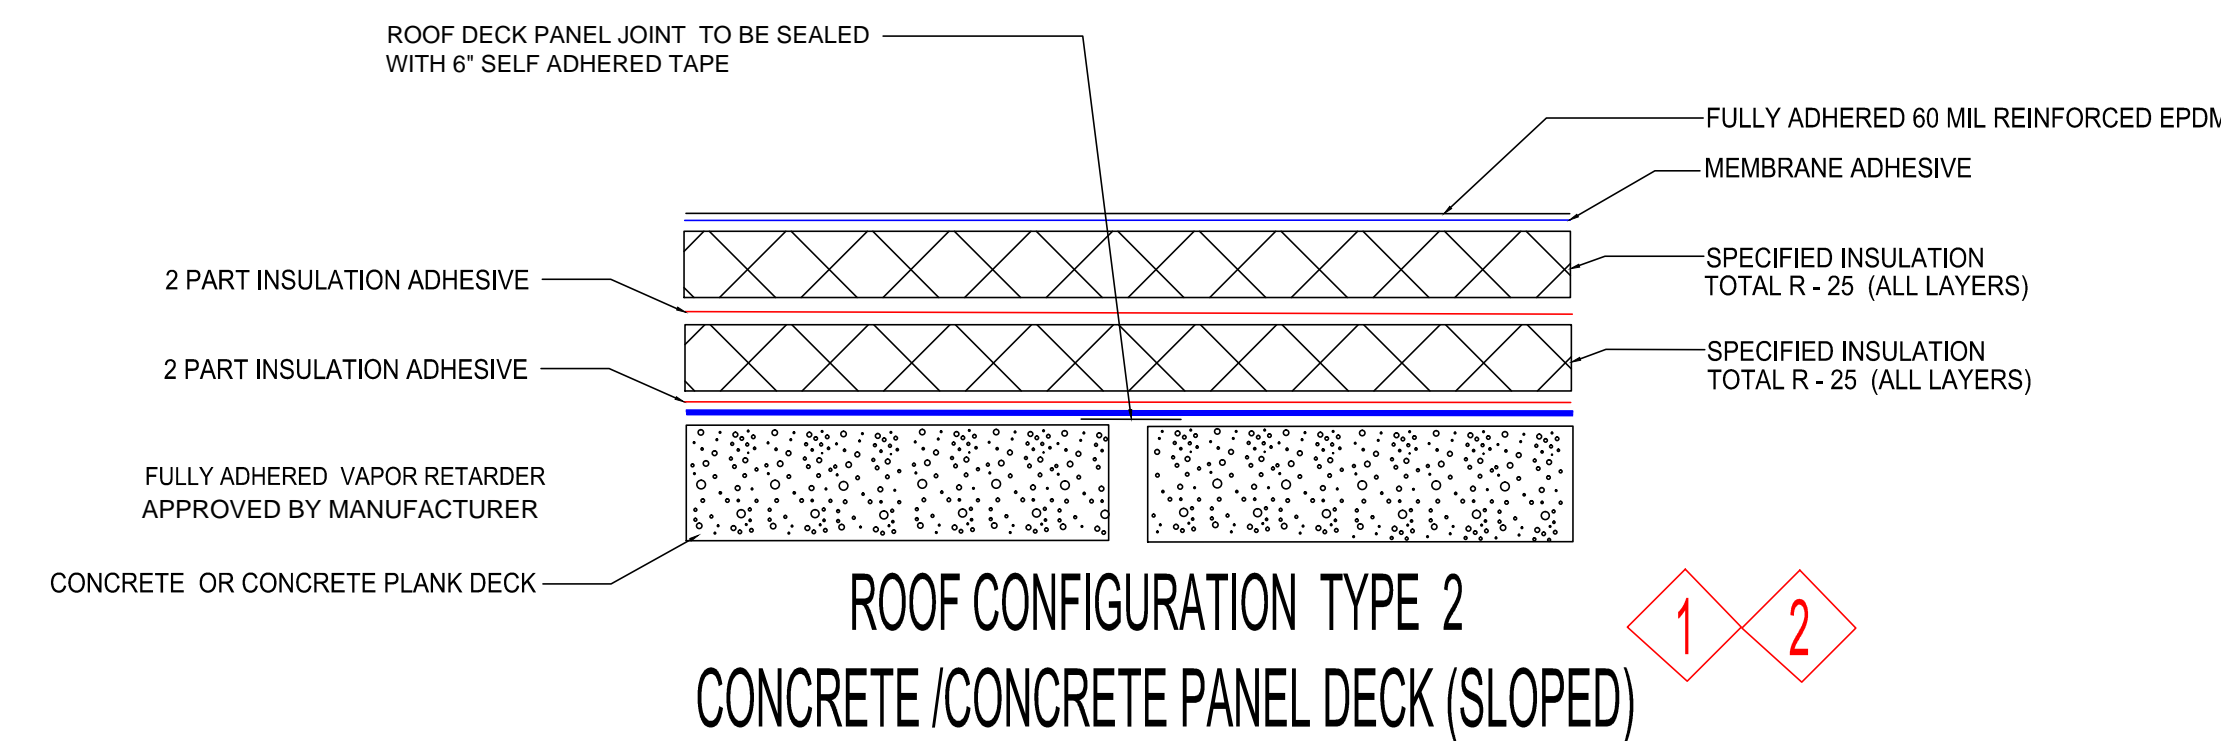 ROOF DECK PANEL JOINT TO BE SEALED
WITH 6" SELF ADHERED TAPE
FULLY ADHERED 60 MIL REINFORCED EPDM
MEMBRANE ADHESIVE
SPECIFIED INSULATION
TOTAL R - 25 (ALL LAYERS)
2 PART INSULATION ADHESIVE
SPECIFIED INSULATION
TOTAL R - 25 (ALL LAYERS)
2 PART INSULATION ADHESIVE
FULLY ADHERED VAPOR RETARDER
APPROVED BY MANUFACTURER
CONCRETE OR CONCRETE PLANK DECK
ROOF CONFIGURATION TYPE 2
1 2
CONCRETE /CONCRETE PANEL DECK (SLOPED)